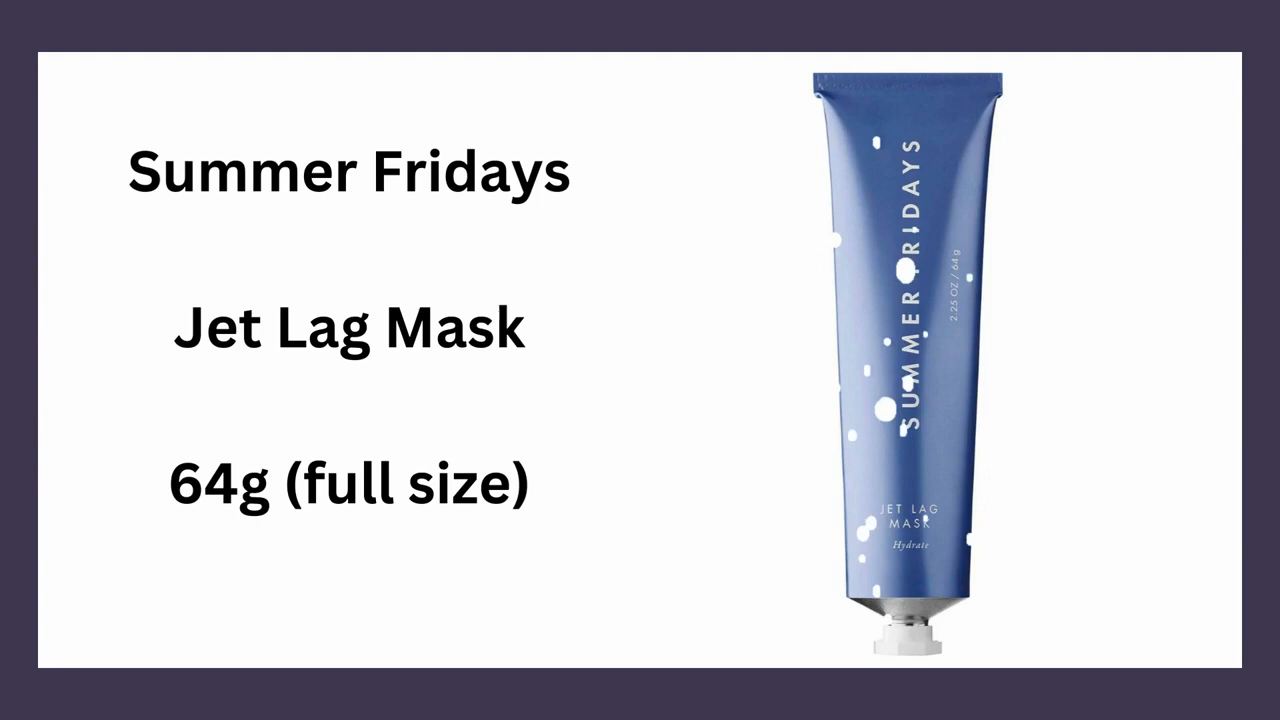 Summer Fridays
Jet Lag Mask
64g (full size)
SUMMER FRIDAYS
2.25 OZ / 64 g
JET LAG
MASK
Hydrate